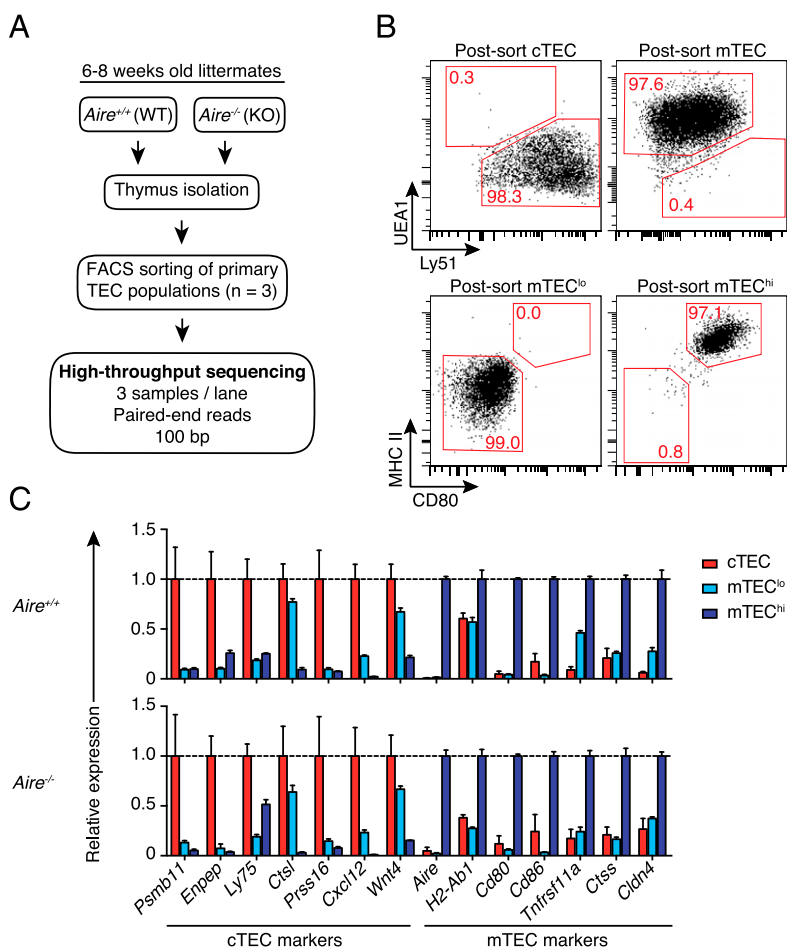 A
6-8 weeks old littermates
Aire+/+ (WT)
Aire-/- (KO)
Thymus isolation
FACS sorting of primary
TEC populations (n = 3)
High-throughput sequencing
3 samples / lane
Paired-end reads
100 bp
B
Post-sort cTEC
Post-sort mTEC
0.3
98.3
97.6
0.4
UEA1
Ly51
Post-sort mTEClo
Post-sort mTEChi
0.0
99.0
97.1
0.8
MHC II
CD80
C
Relative expression
Aire+/+
1.5
1.0
0.5
0
cTEC
mTEClo
mTEChi
Aire-/-
1.5
1.0
0.5
0
Psmb11
Enpep
Ly75
Ctsl
Prss16
Cxcl12
Wnt4
Aire
H2-Ab1
Cd80
Cd86
Tnfrsf11a
Ctss
Cldn4
cTEC markers
mTEC markers